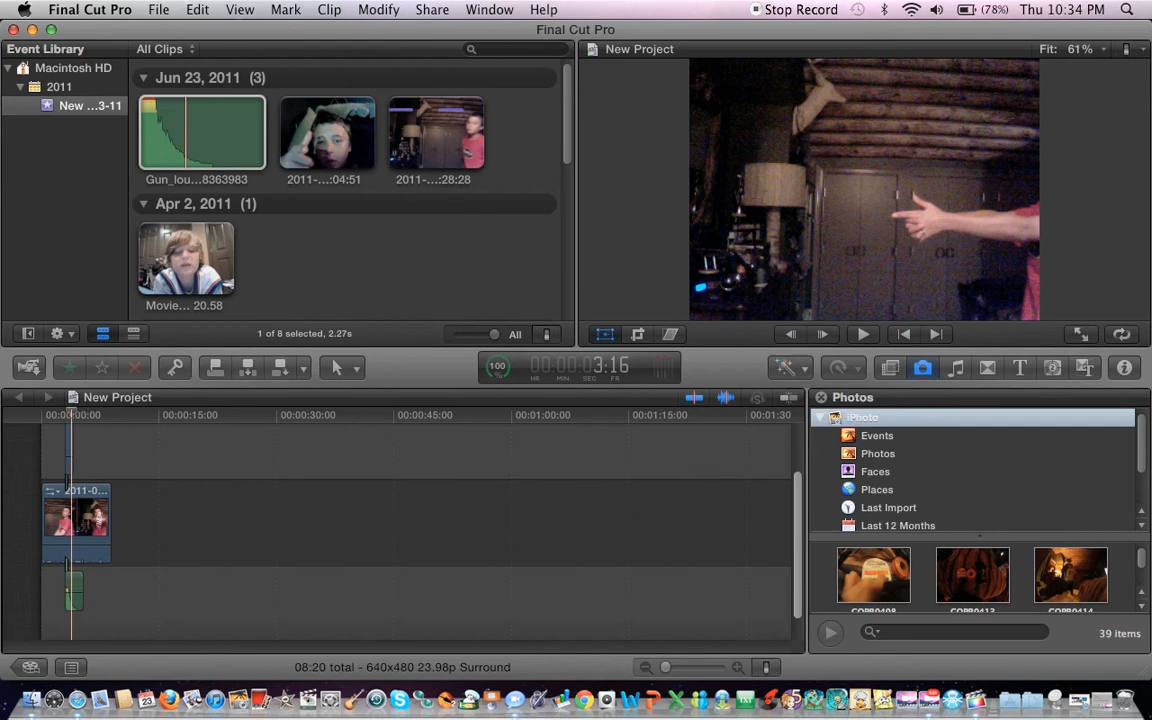 Final Cut Pro File Edit View Mark Clip Modify Share Window Help Stop Record (78%) Thu 10:34 PM
Final Cut Pro
Event Library All Clips New Project Fit: 61%
Macintosh HD
2011
New ...3-11
Jun 23, 2011 (3)
Gun_lou...8363983 2011-...:04:51 2011-...:28:28
Apr 2, 2011 (1)
Movie... 20.58
1 of 8 selected, 2.27s All
100 % 00:00:00 3:16
HR MIN SEC FR
New Project
00:00:00:00 00:00:15:00 00:00:30:00 00:00:45:00 00:01:00:00 00:01:15:00 00:01:30
2011-0...
Photos
iPhoto
Events
Photos
Faces
Places
Last Import
Last 12 Months
COPR0408 COPR0413 COPR0414
39 items
08:20 total - 640x480 23.98p Surround